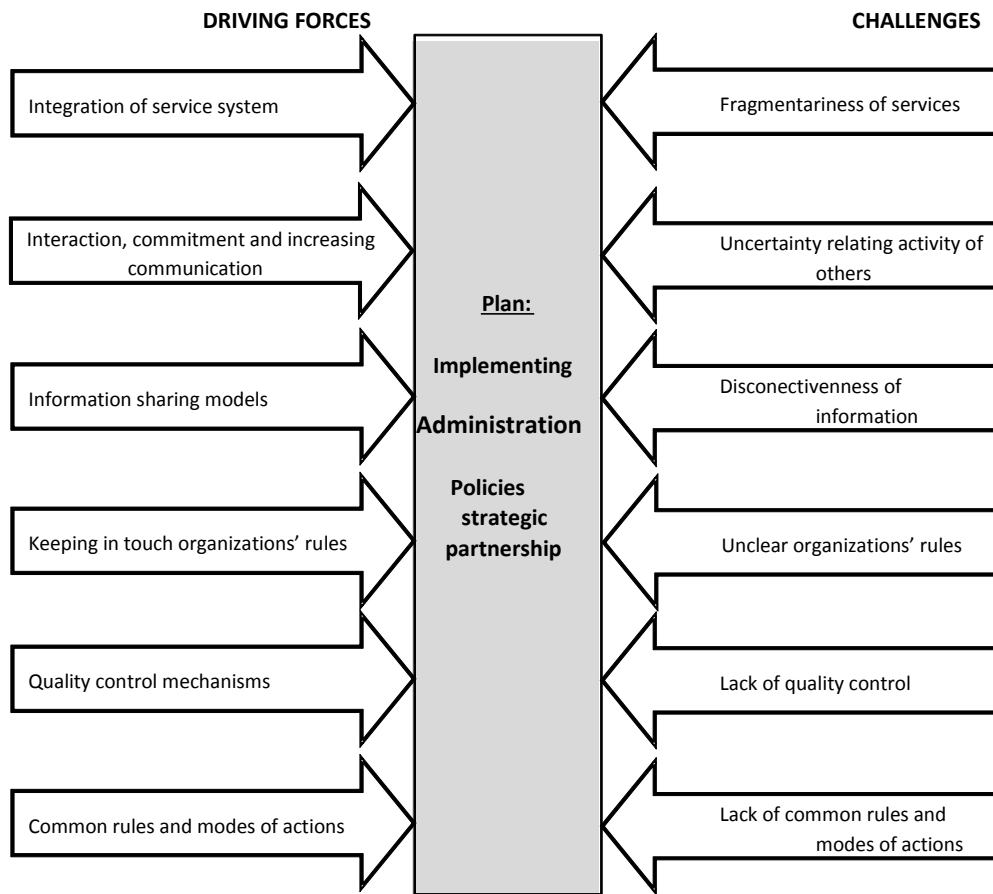 DRIVING FORCES
CHALLENGES
Integration of service system
Fragmentariness of services
Interaction, commitment and increasing
communication
Uncertainty relating activity of
others
Plan:
Implementing
Administration
Policies
strategic
partnership
Information sharing models
Disconectivenness of
information
Keeping in touch organizations’ rules
Unclear organizations’ rules
Quality control mechanisms
Lack of quality control
Common rules and modes of actions
Lack of common rules and
modes of actions